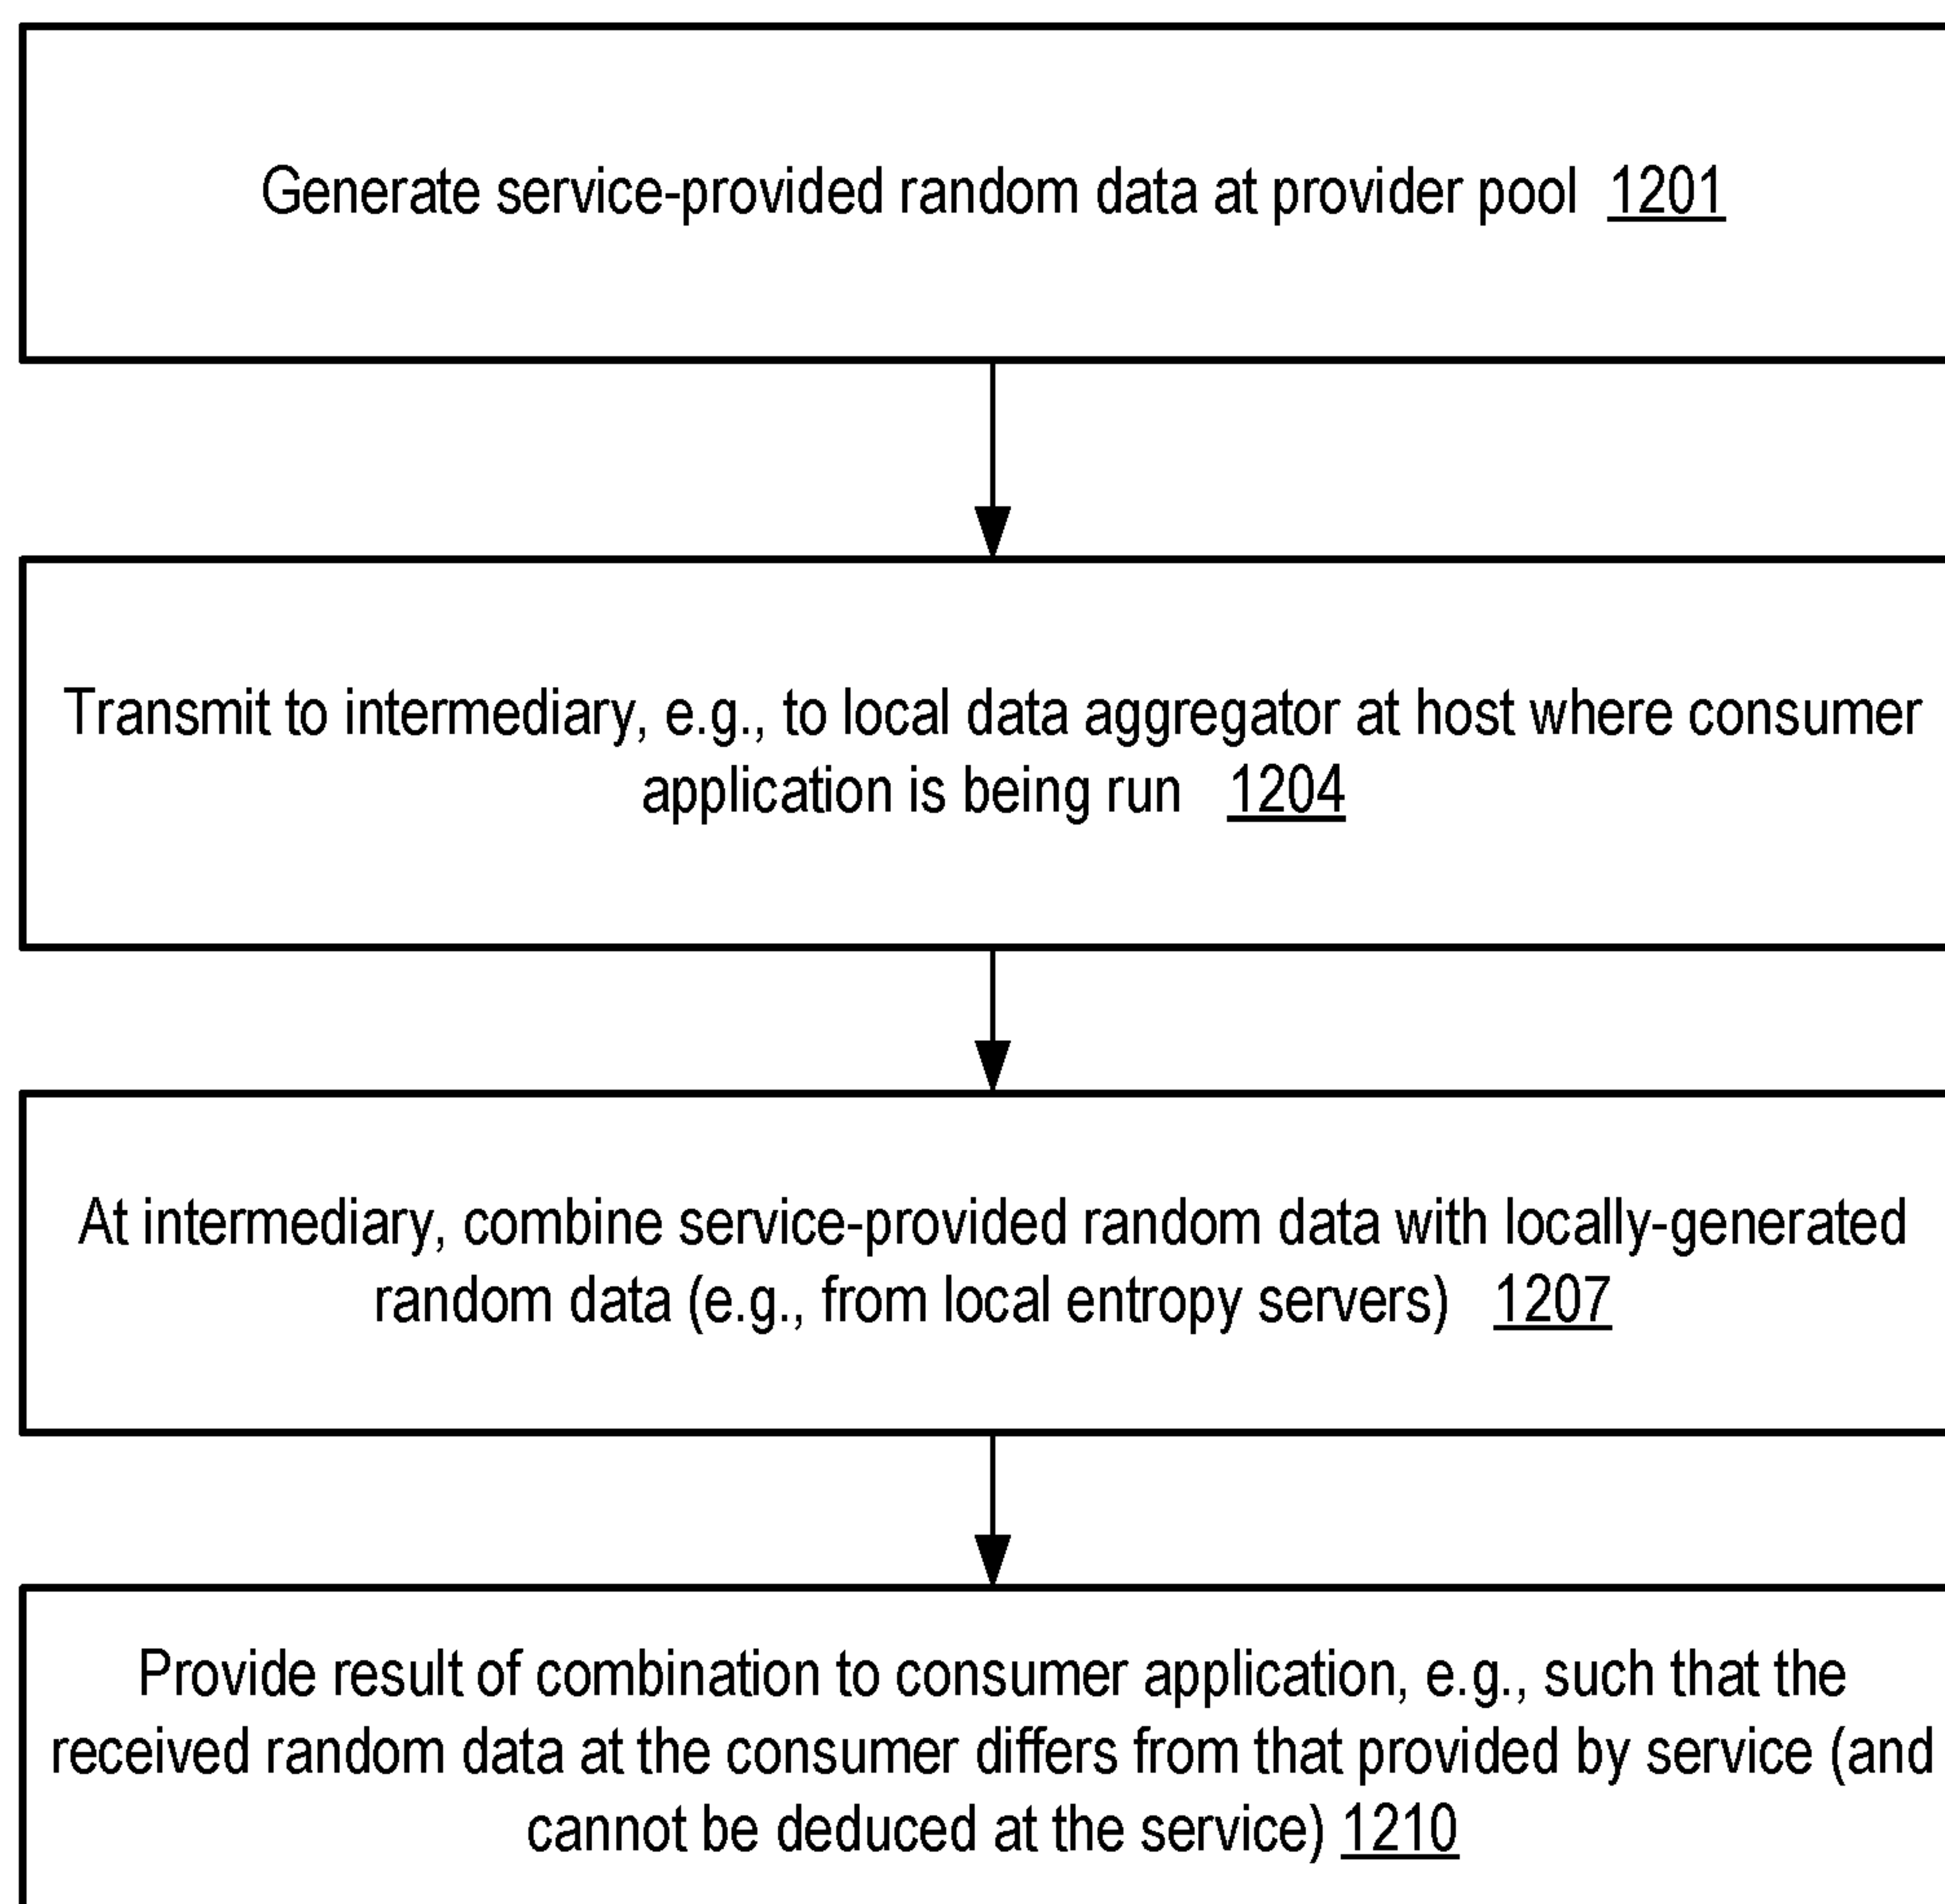 Generate service-provided random data at provider pool 1201
Transmit to intermediary, e.g., to local data aggregator at host where consumer
application is being run 1204
At intermediary, combine service-provided random data with locally-generated
random data (e.g., from local entropy servers) 1207
Provide result of combination to consumer application, e.g., such that the
received random data at the consumer differs from that provided by service (and
cannot be deduced at the service) 1210